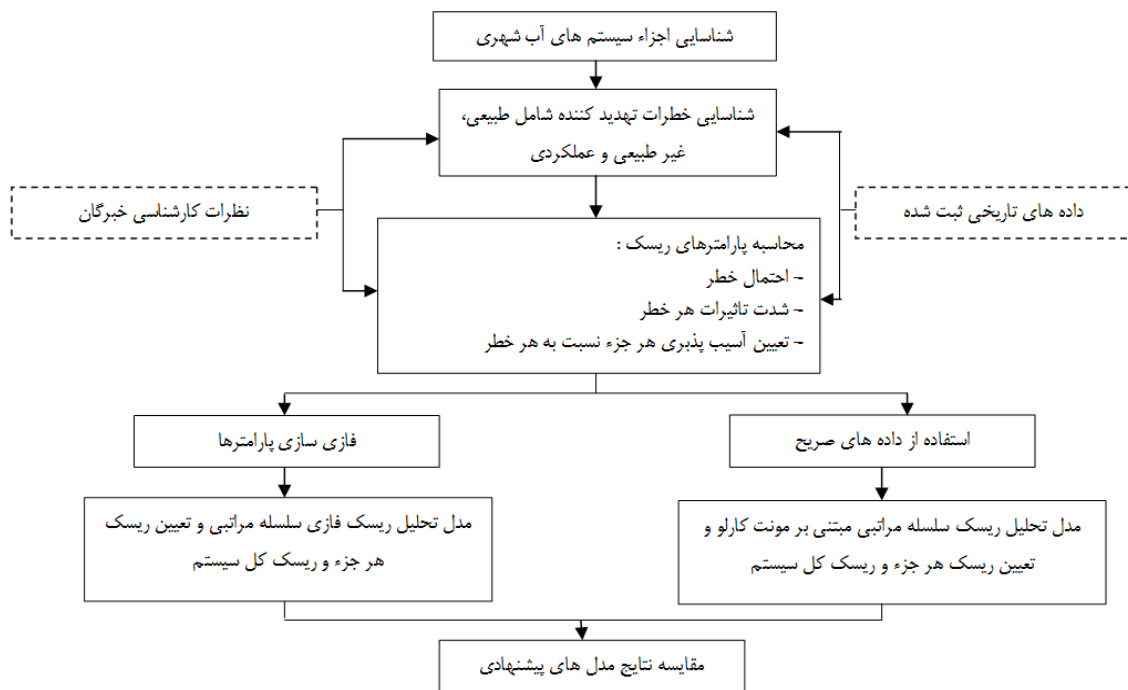 شناسایی اجزاء سیستم های آب شهری
شناسایی خطرات تهدید کننده شامل طبیعی،
غیر طبیعی و عملکردی
داده های تاریخی ثبت شده
نظرات کارشناسی خبرگان
محاسبه پارامترهای ریسک :
- احتمال خطر
- شدت تاثیرات هر خطر
- تعیین آسیب پذبری هر جزء نسبت به هر خطر
استفاده از داده های صریح
فازی سازی پارامترها
مدل تحلیل ریسک سلسله مراتبی مبتنی بر مونت کارلو و
تعیین ریسک هر جزء و ریسک کل سیستم
مدل تحلیل ریسک فازی سلسله مراتبی و تعیین ریسک
هر جزء و ریسک کل سیستم
مقایسه نتایج مدل های پیشنهادی